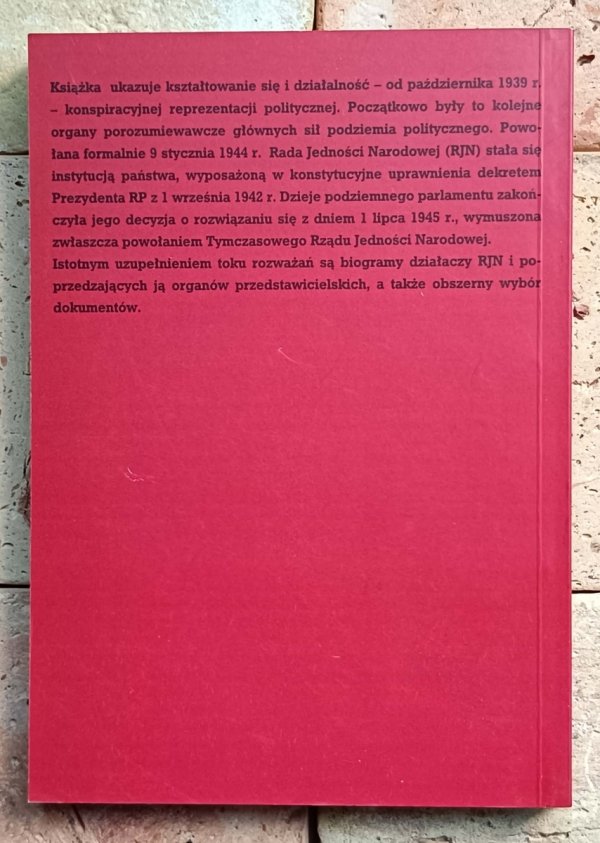 Książka ukazuje kształtowanie się i działalność – od października 1939 r.
– konspiracyjnej reprezentacji politycznej. Początkowo były to kolejne
organy porozumiewawcze głównych sił podziemia politycznego. Powo-
łana formalnie 9 stycznia 1944 r. Rada Jedności Narodowej (RJN) stała się
instytucją państwa, wyposażoną w konstytucyjne uprawnienia dekretem
Prezydenta RP z 1 września 1942 r. Dzieje podziemnego parlamentu zakoń-
czyła jego decyzja o rozwiązaniu się z dniem 1 lipca 1945 r., wymuszona
zwłaszcza powołaniem Tymczasowego Rządu Jedności Narodowej.
Istotnym uzupełnieniem toku rozważań są biogramy działaczy RJN i po-
przedzających ją organów przedstawicielskich, a także obszerny wybór
dokumentów.